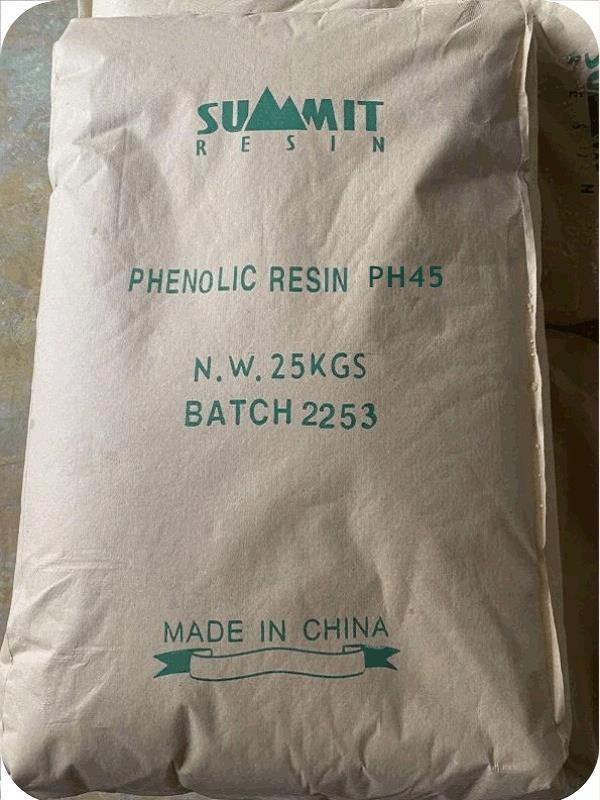 SUMMIT
RESIN
PHENOLIC RESIN PH45
N.W. 25KGS
BATCH 2253
MADE IN CHINA